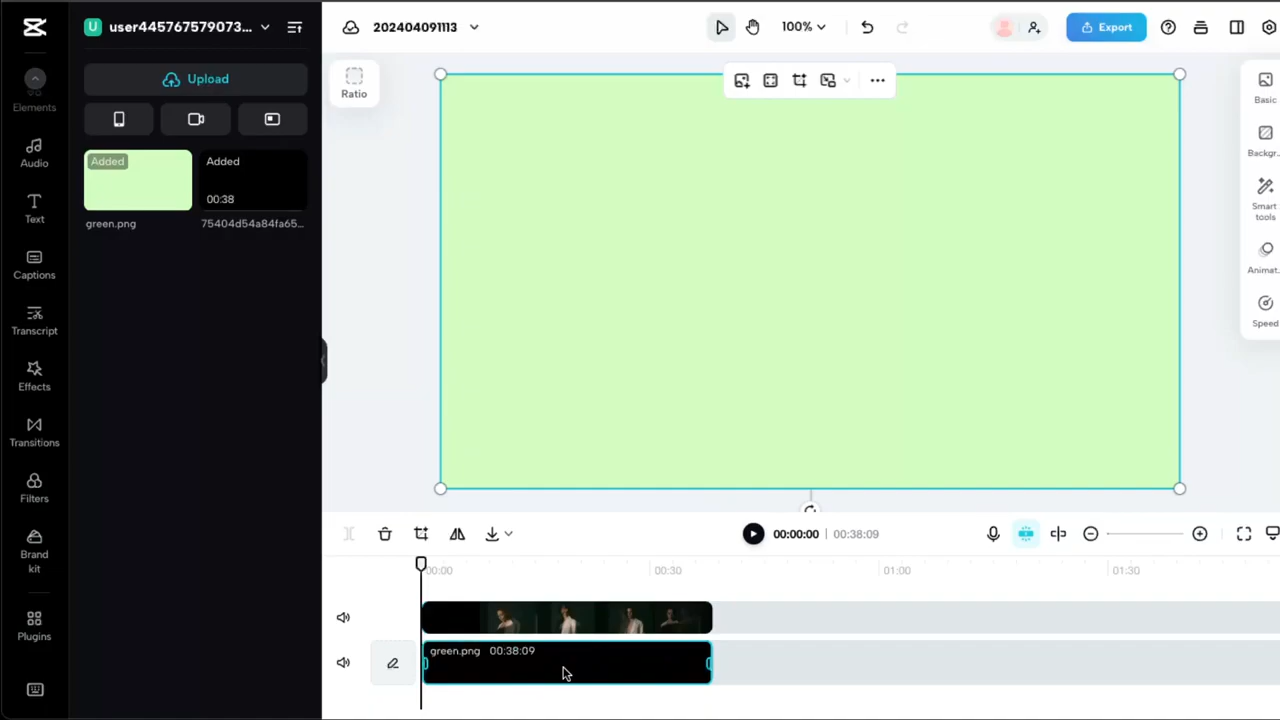 U user445767579073...
202404091113
100%
Export
Elements
Audio
Text
Captions
Transcript
Effects
Transitions
Filters
Brand
kit
Plugins
Upload
Added
green.png
Added
00:38
75404d54a84fa65...
Ratio
Basic
Backgr..
Smart
tools
Animat..
Speed
00:00:00 | 00:38:09
00:00
00:30
01:00
01:30
green.png 00:38:09